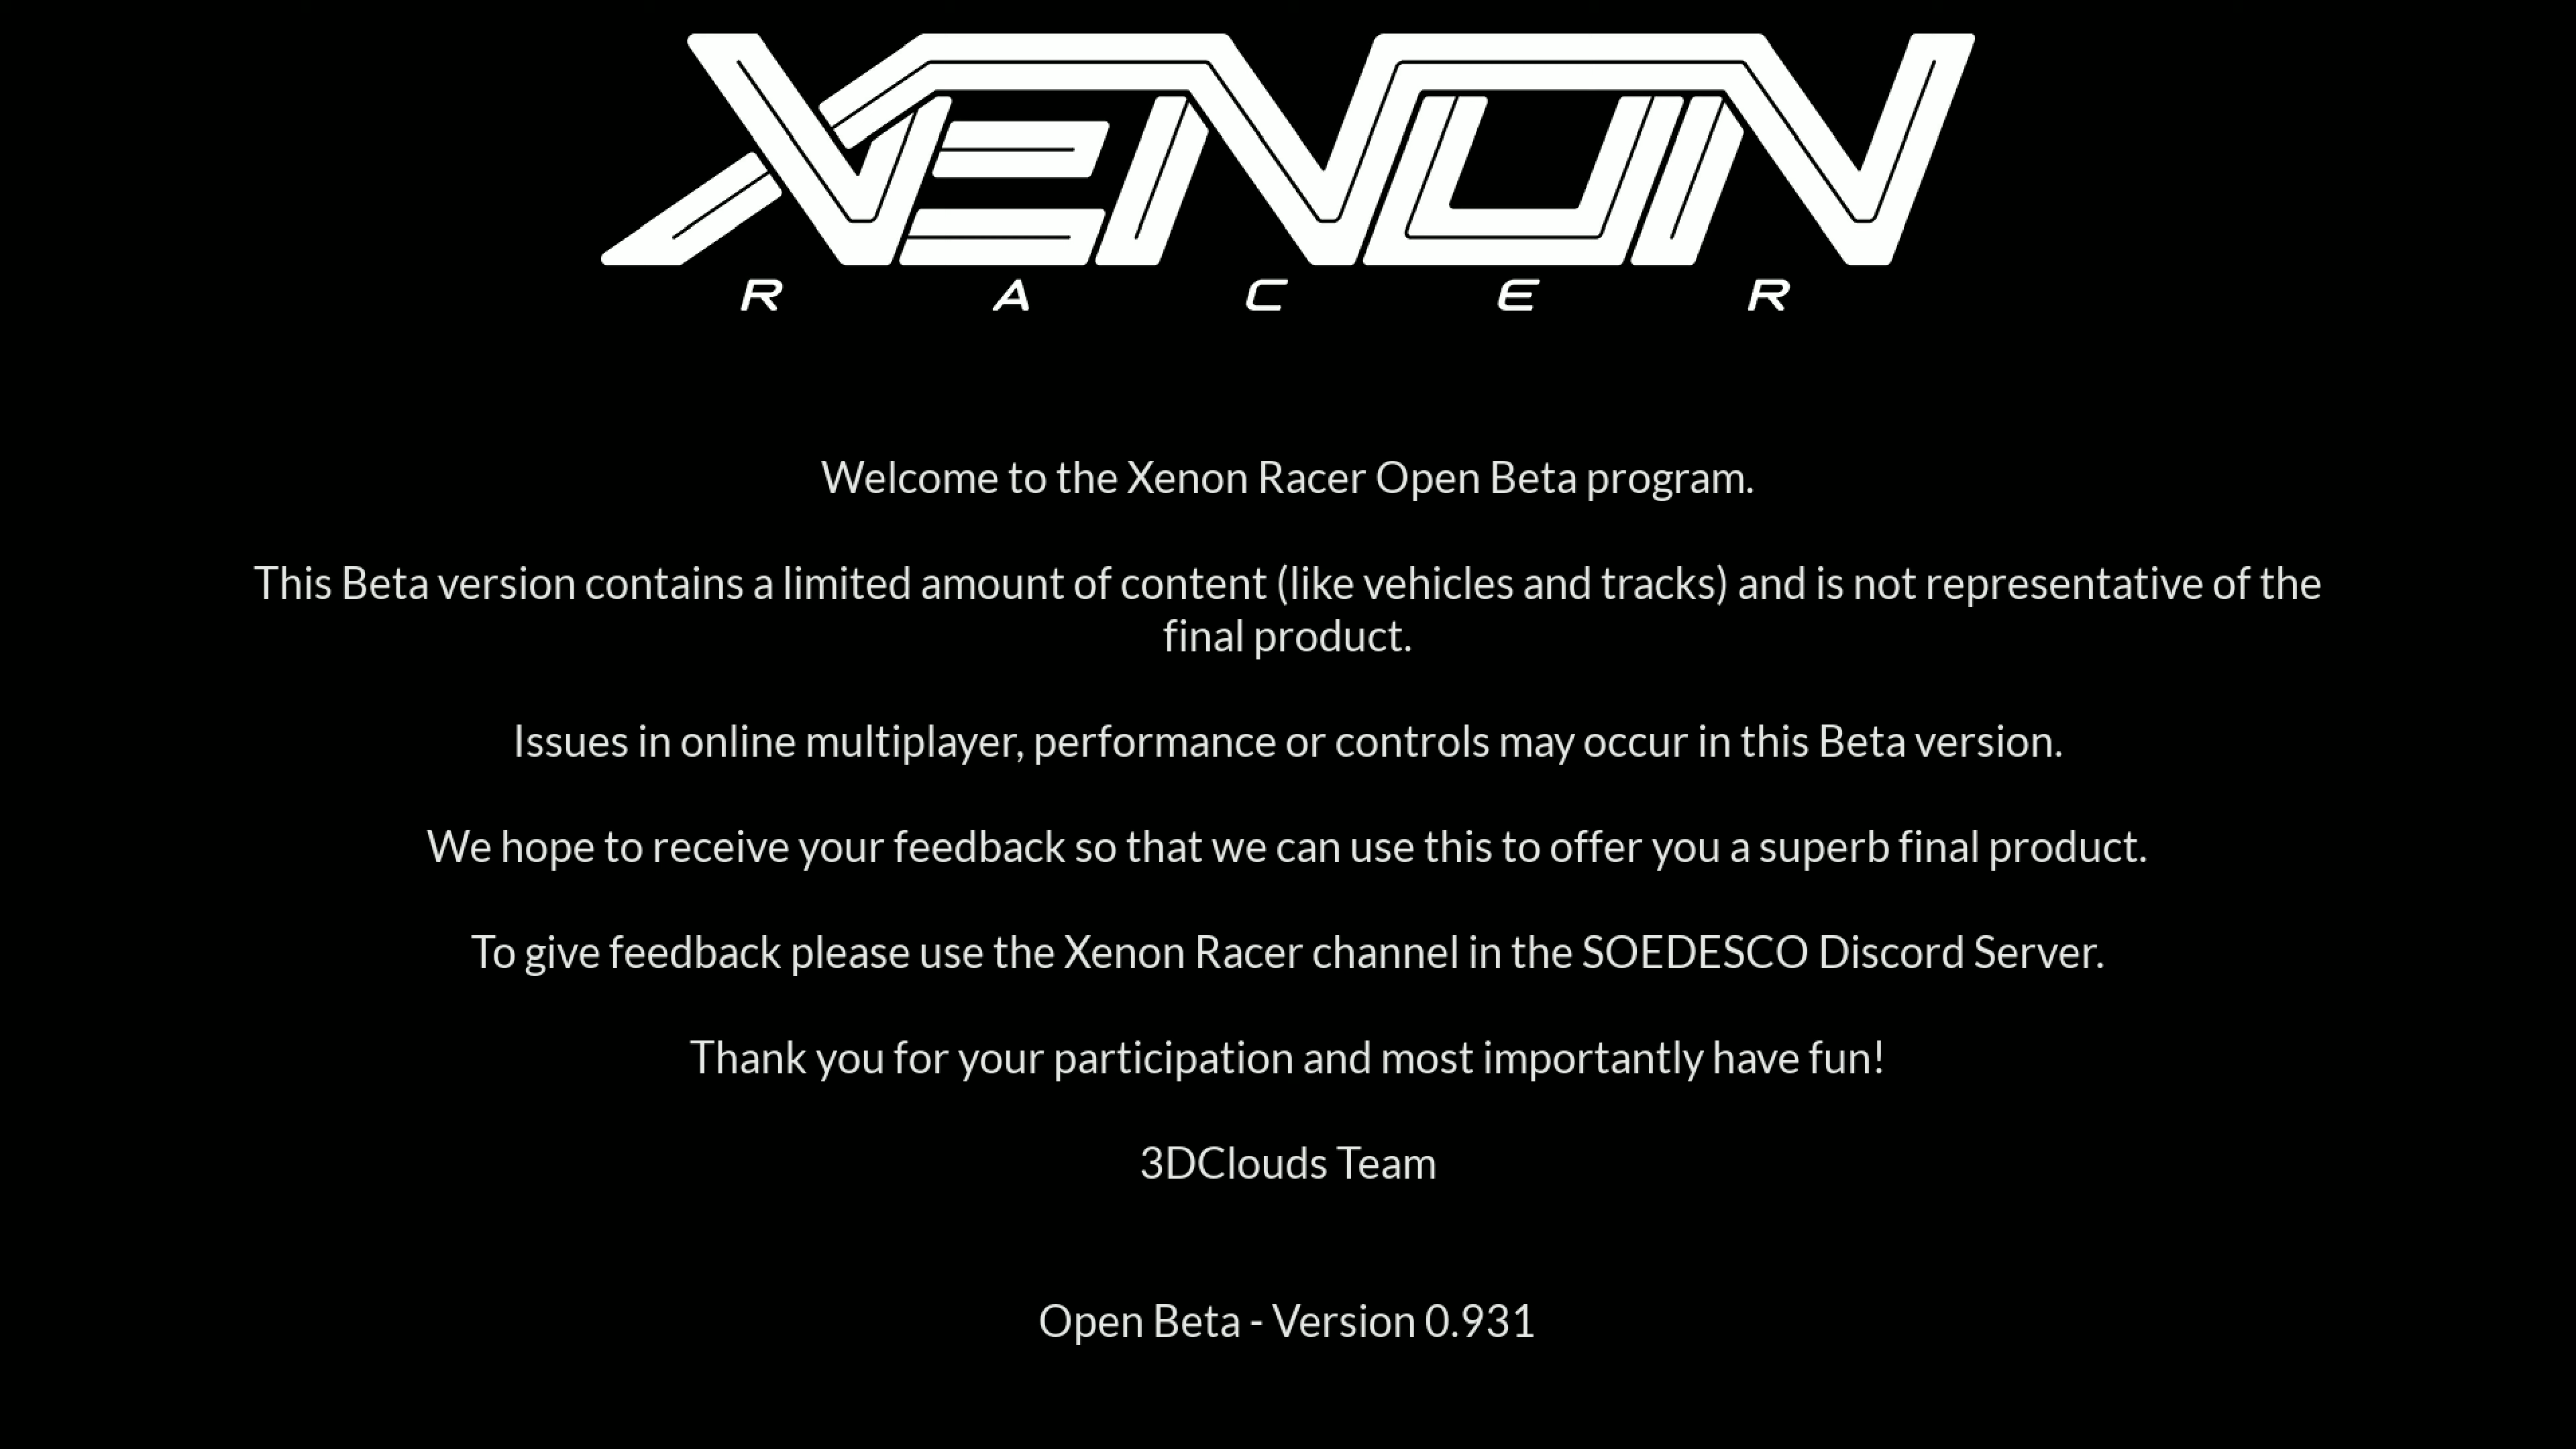 XENON
RACER
Welcome to the Xenon Racer Open Beta program.
This Beta version contains a limited amount of content (like vehicles and tracks) and is not representative of the
final product.
Issues in online multiplayer, performance or controls may occur in this Beta version.
We hope to receive your feedback so that we can use this to offer you a superb final product.
To give feedback please use the Xenon Racer channel in the SOEDESCO Discord Server.
Thank you for your participation and most importantly have fun!
3DClouds Team
Open Beta - Version 0.931